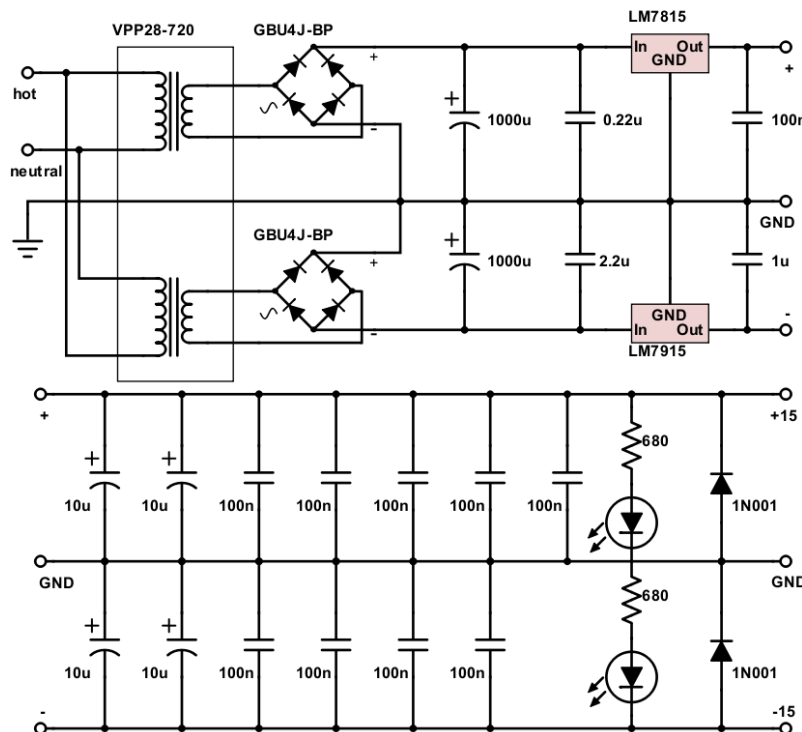 VPP28-720 GBU4J-BP LM7815
In Out
GND
+
+
hot
+
1000u 0.22u 100n
neutral
-
GND
GBU4J-BP
+
+
1000u 2.2u 1u
GND
-
-
In Out
LM7915
+ +15
680
+ +
10u 10u 100n 100n 100n 100n 100n 1N001
GND GND
680
+ +
10u 10u 100n 100n 100n 100n 1N001
- -15